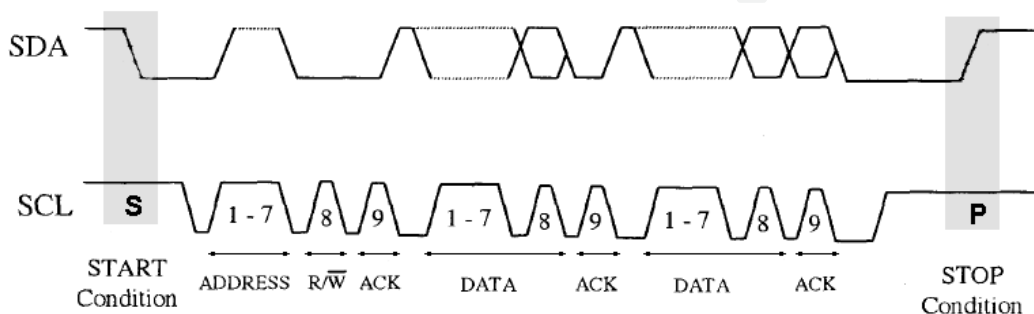 SDA
SCL
S
1 - 7
8
9
1 - 7
8
9
1 - 7
8
9
P
START
Condition
ADDRESS
R/W̅
ACK
DATA
ACK
DATA
ACK
STOP
Condition